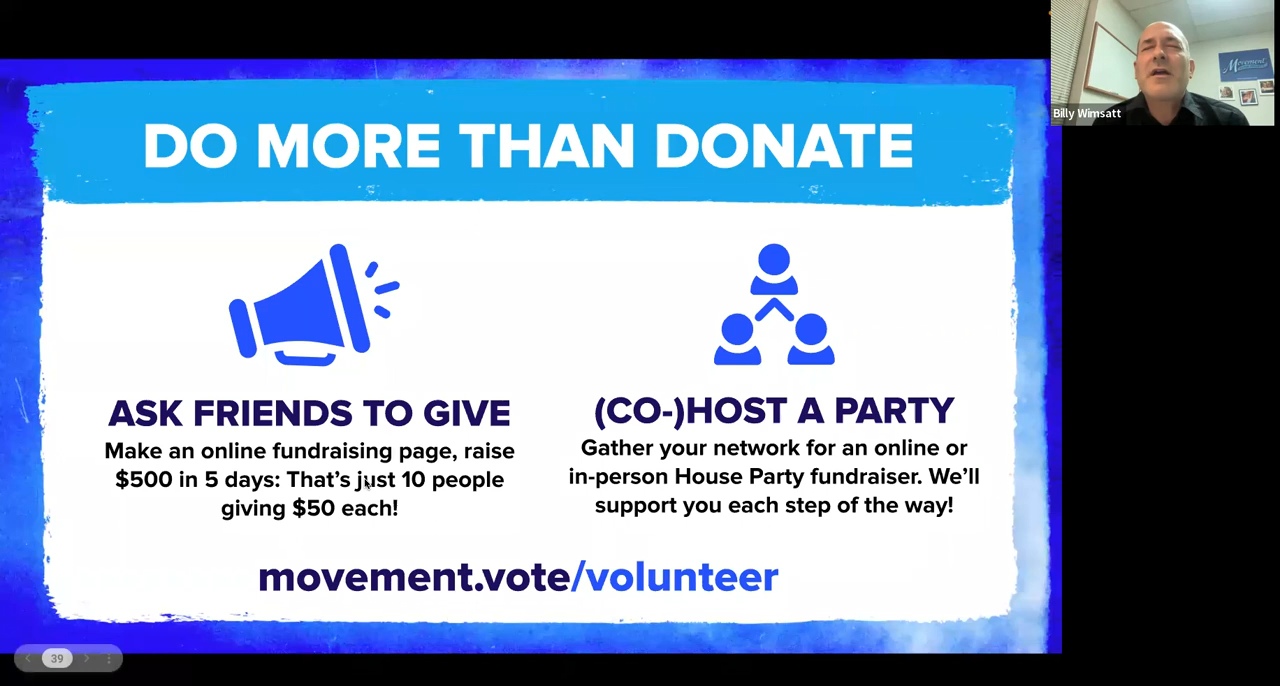 DO MORE THAN DONATE
ASK FRIENDS TO GIVE
Make an online fundraising page, raise
$500 in 5 days: That's just 10 people
giving $50 each!
(CO-)HOST A PARTY
Gather your network for an online or
in-person House Party fundraiser. We'll
support you each step of the way!
movement.vote/volunteer
Movement
Billy Wimsatt
39